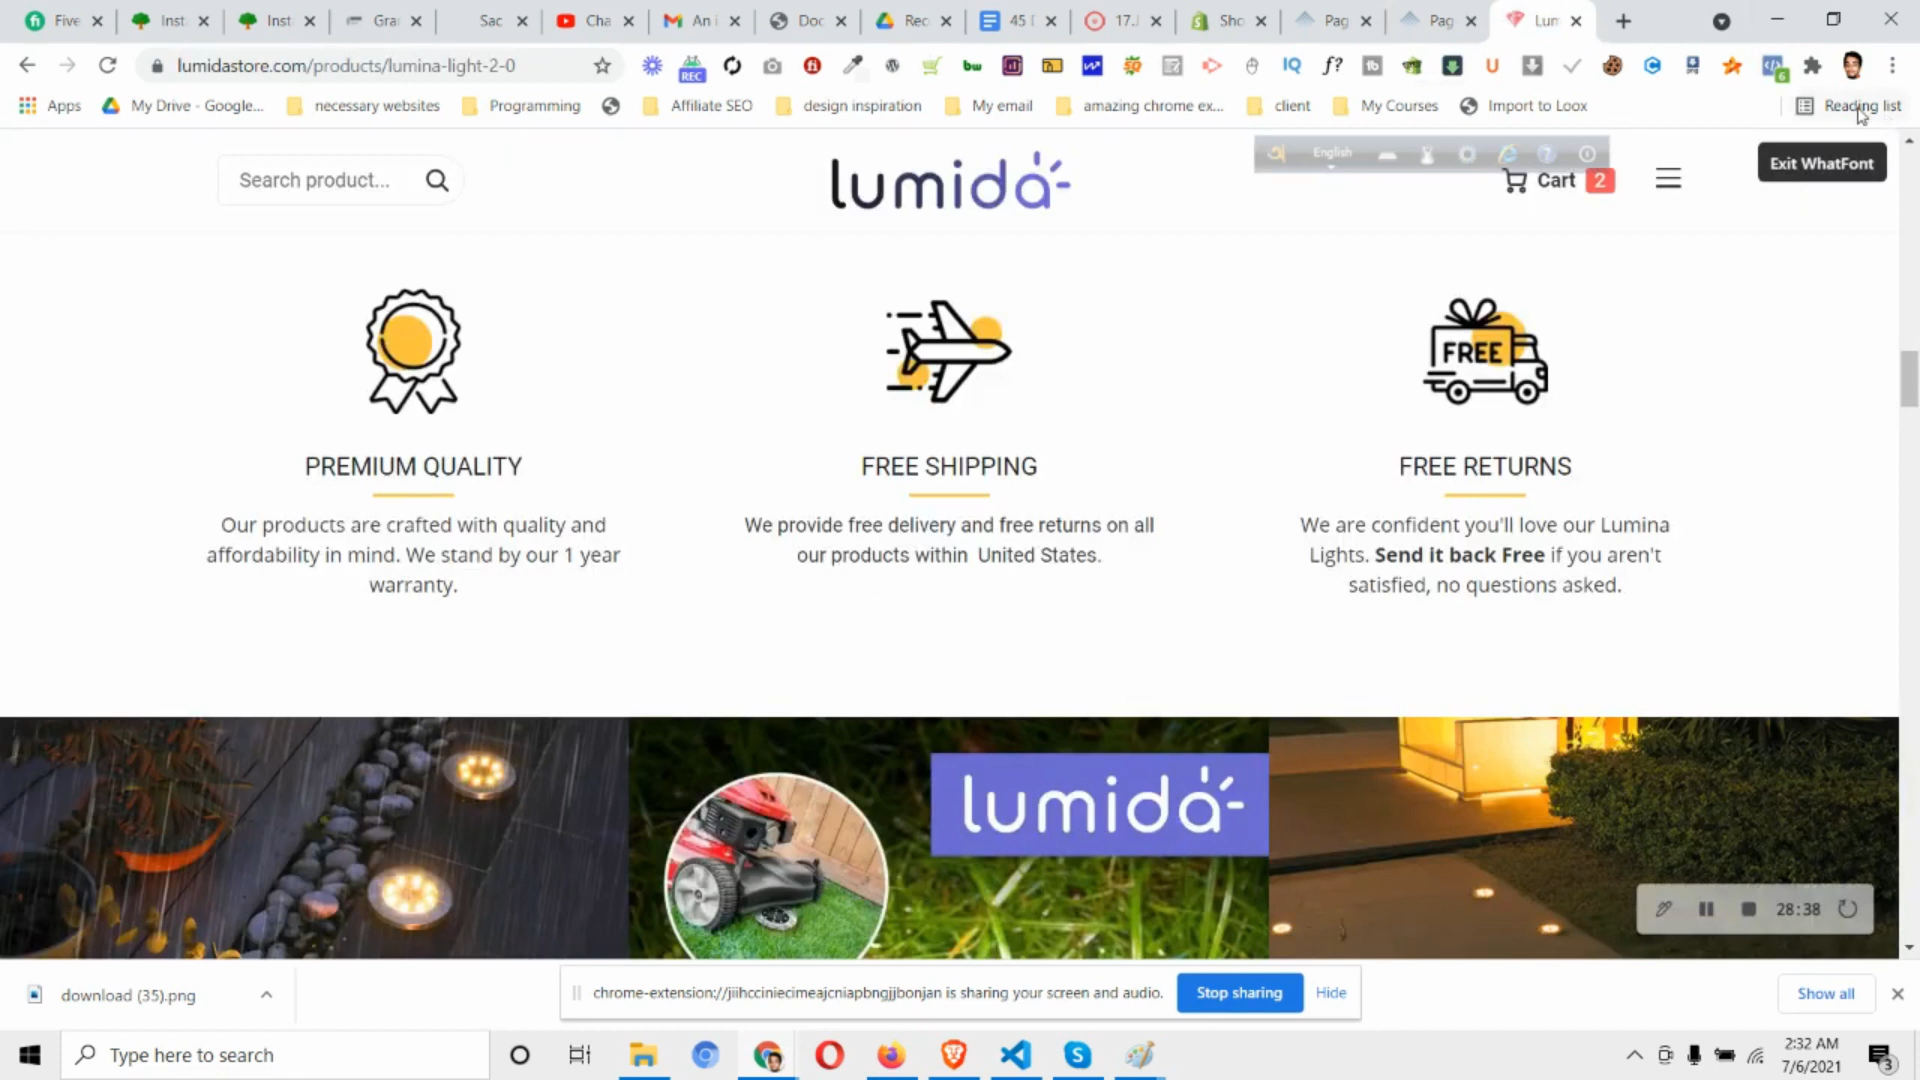 Five
Inst
Inst
Gra
Sac
Cha
An i
Doc
Rec
45 [
17.
Sho
Pag
Pag
Lum
lumidastore.com/products/lumina-light-2-0
REC
bw
IQ
f?
6
Apps
My Drive - Google...
necessary websites
Programming
Affiliate SEO
design inspiration
My email
amazing chrome ex...
client
My Courses
Import to Loox
Reading list
Search product...
lumida
English
Cart 2
Exit WhatFont
FREE
PREMIUM QUALITY
Our products are crafted with quality and
affordability in mind. We stand by our 1 year
warranty.
FREE SHIPPING
We provide free delivery and free returns on all
our products within United States.
FREE RETURNS
We are confident you'll love our Lumina
Lights. Send it back Free if you aren't
satisfied, no questions asked.
lumida
28:38
download (35).png
chrome-extension://jiihcciniecimeajcniapbngjjbonjan is sharing your screen and audio.
Stop sharing
Hide
Show all
Type here to search
2:32 AM
7/6/2021
3